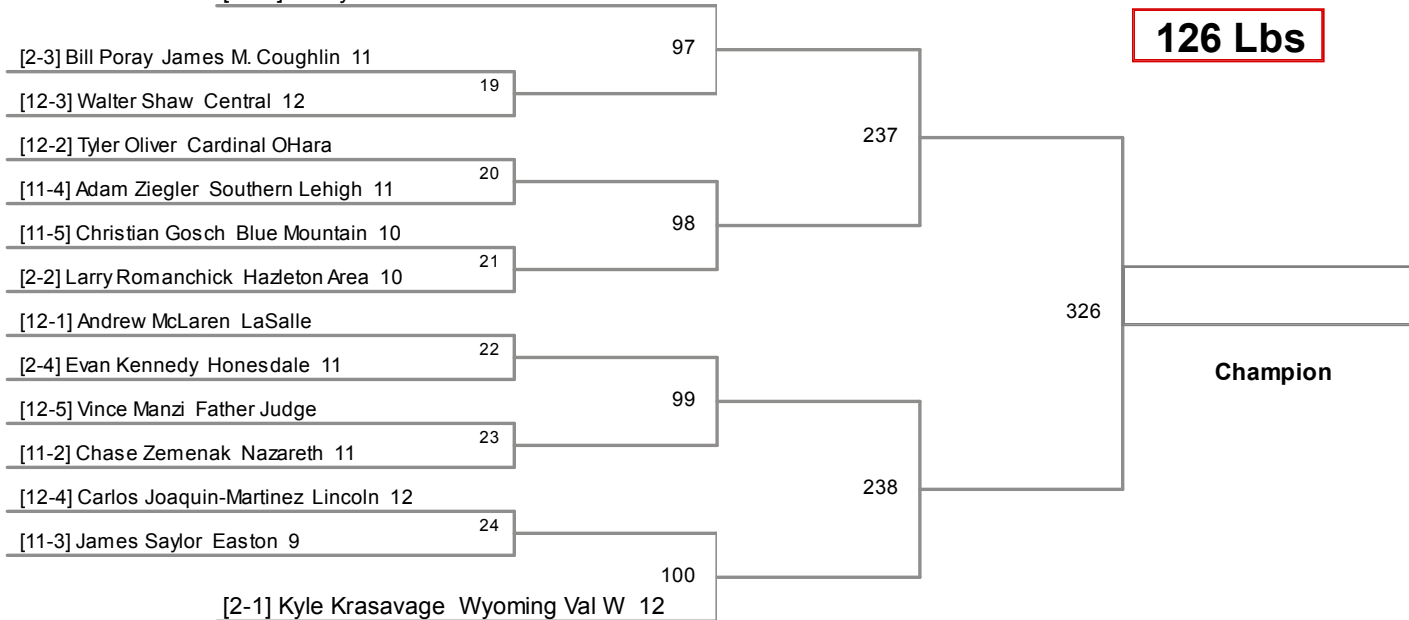 126 Lbs
97
[2-3] Bill Poray James M. Coughlin 11
19
[12-3] Walter Shaw Central 12
237
[12-2] Tyler Oliver Cardinal OHara
20
[11-4] Adam Ziegler Southern Lehigh 11
98
[11-5] Christian Gosch Blue Mountain 10
21
[2-2] Larry Romanchick Hazleton Area 10
326
[12-1] Andrew McLaren LaSalle
22
[2-4] Evan Kennedy Honesdale 11
Champion
99
[12-5] Vince Manzi Father Judge
23
[11-2] Chase Zemenak Nazareth 11
238
[12-4] Carlos Joaquin-Martinez Lincoln 12
24
[11-3] James Saylor Easton 9
100
[2-1] Kyle Krasavage Wyoming Val W 12